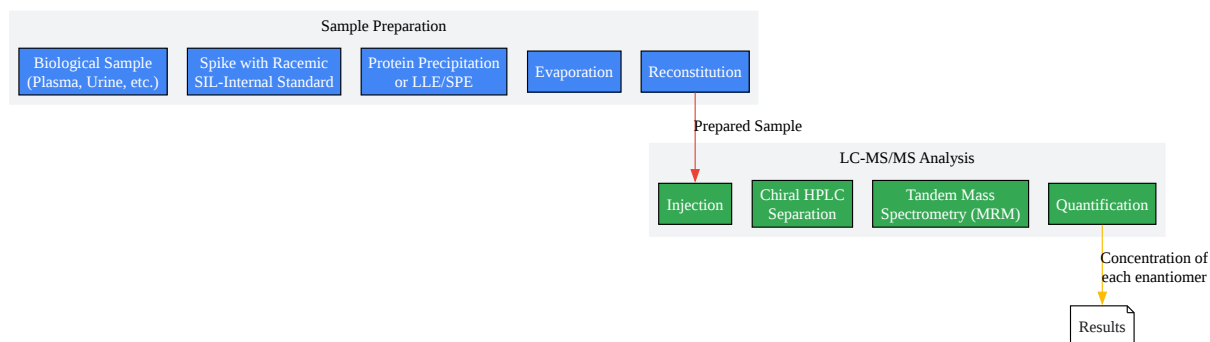 Sample Preparation
Biological Sample
(Plasma, Urine, etc.)
Spike with Racemic
SIL-Internal Standard
Protein Precipitation
or LLE/SPE
Evaporation
Reconstitution
Prepared Sample
LC-MS/MS Analysis
Injection
Chiral HPLC
Separation
Tandem Mass
Spectrometry (MRM)
Quantification
Concentration of
each enantiomer
Results